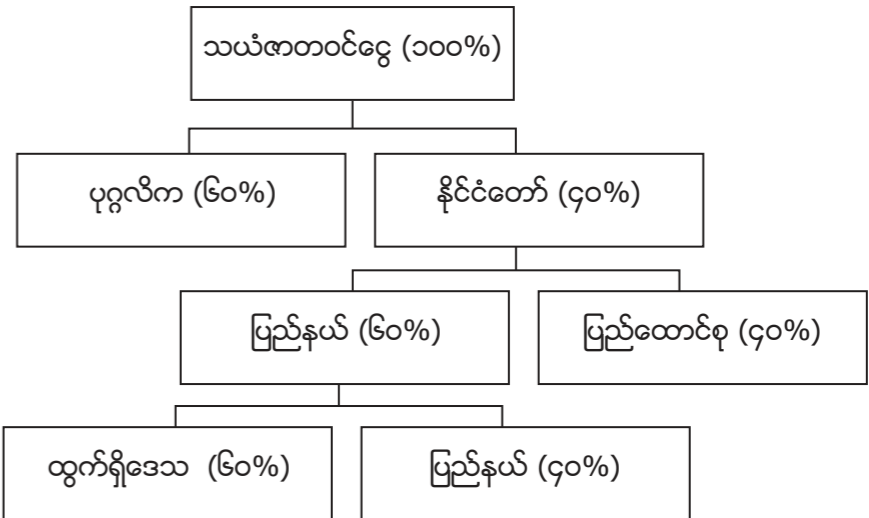 သယံဇာတဝင်ငွေ (၁၀၀%)
ပုဂ္ဂလိက (၆၀%)
နိုင်ငံတော် (၄၀%)
ပြည်နယ် (၆၀%)
ပြည်ထောင်စု (၄၀%)
ထွက်ရှိဒေသ (၆၀%)
ပြည်နယ် (၄၀%)